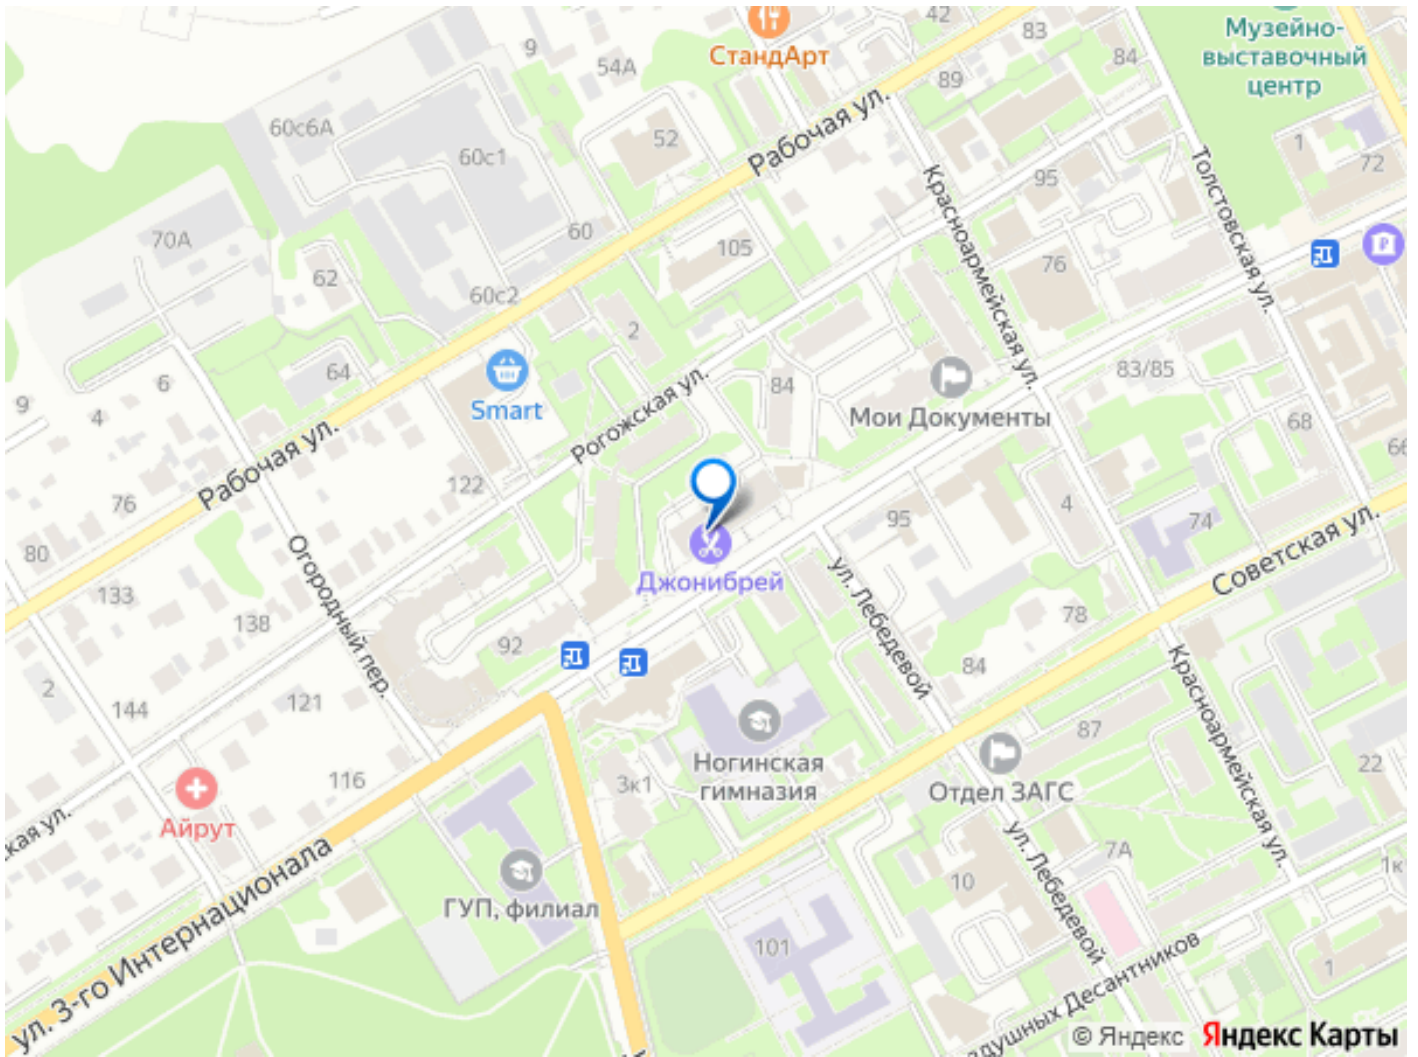 42
СтандАрт
9
54А
83
84
89
Музейно-
выставочный
центр
60с6А
60с1
52
Рабочая ул.
1
72
95
Красноармейская ул.
Толстовская ул.
70А
62
60
105
76
60с2
2
64
6
9
4
Smart
84
Мои Документы
83/85
68
66
Рабочая ул.
Рогожская ул.
76
122
80
95
4
74
Советская ул.
Огородный пер.
Джонибрей
ул. Лебедевой
133
138
92
78
84
2
144
121
Красноармейская ул.
87
116
3к1
Ногинская
гимназия
Отдел ЗАГС
22
Айрут
кая ул.
ул. 3-го Интернационала
ГУП, филиал
ул. Лебедевой
7А
10
1к
101
1
здушных Десантников
© Яндекс
Яндекс Карты